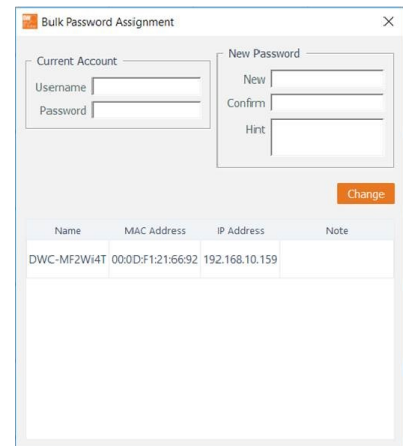 Bulk Password Assignment
Current Account
Username
Password
New Password
New
Confirm
Hint
Change
Name MAC Address IP Address Note
DWC-MF2Wi4T 00:0D:F1:21:66:92 192.168.10.159